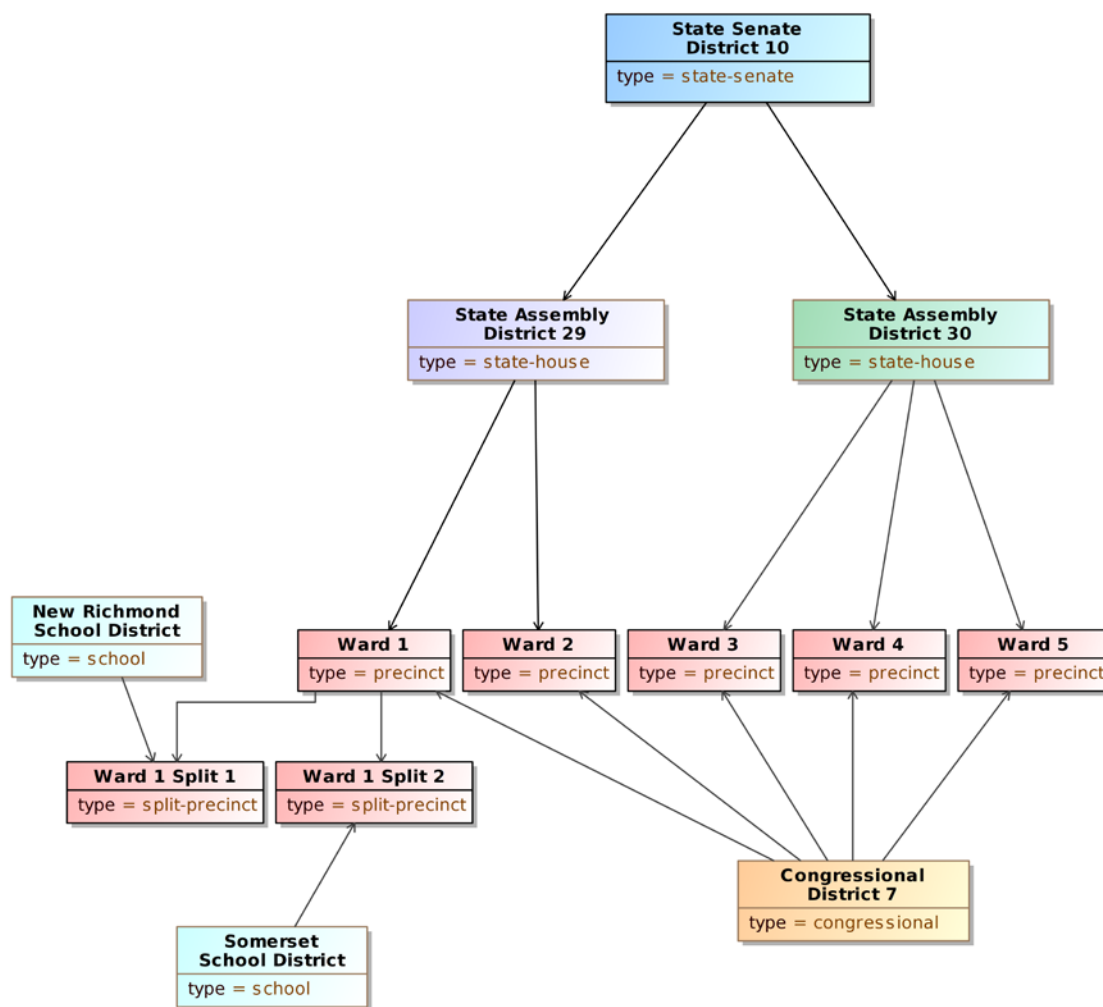 State Senate
District 10
type = state-senate
State Assembly
District 29
type = state-house
State Assembly
District 30
type = state-house
New Richmond
School District
type = school
Ward 1
type = precinct
Ward 2
type = precinct
Ward 3
type = precinct
Ward 4
type = precinct
Ward 5
type = precinct
Ward 1 Split 1
type = split-precinct
Ward 1 Split 2
type = split-precinct
Congressional
District 7
type = congressional
Somerset
School District
type = school